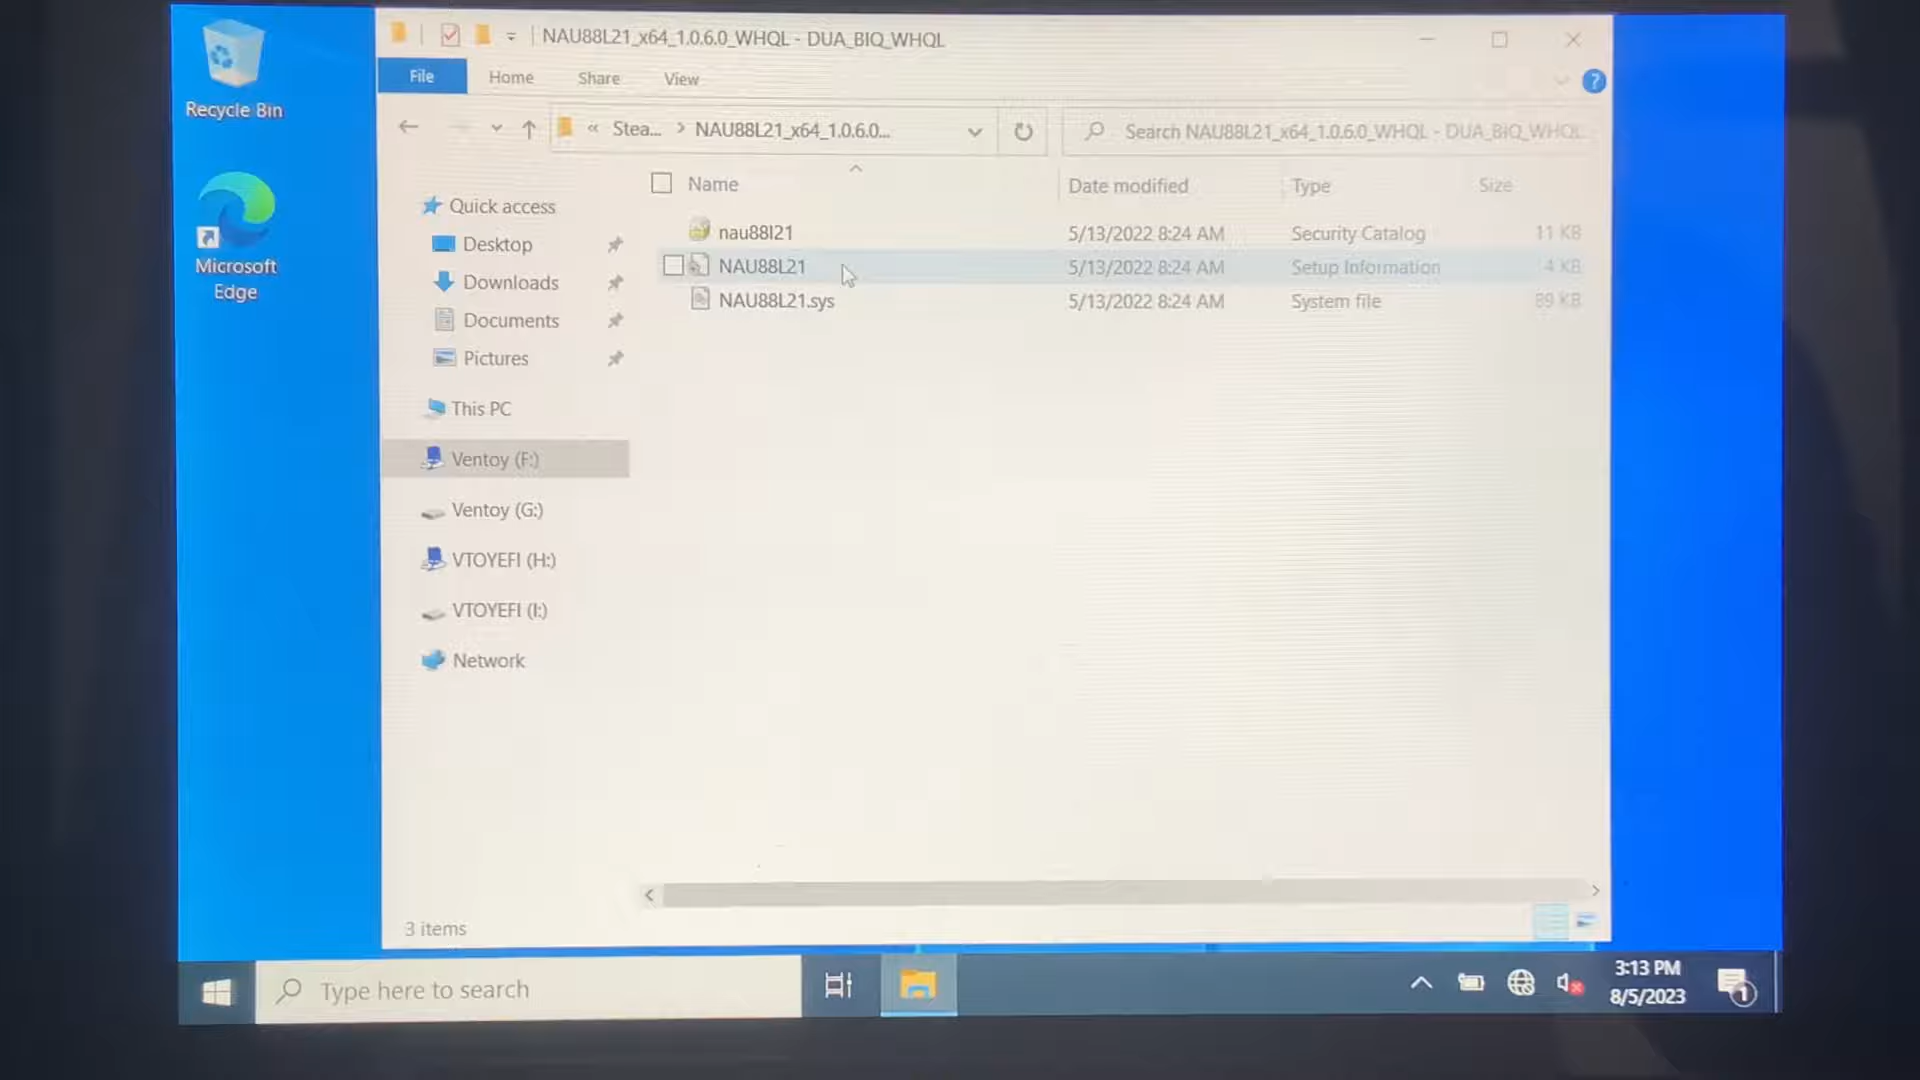 NAU88L21_x64_1.0.6.0_WHQL - DUA_BIQ_WHQL
File Home Share View
?
« Stea... > NAU88L21_x64_1.0.6.0...
Search NAU88L21_x64_1.0.6.0_WHQL - DUA_BIQ_WHQL
Name Date modified Type Size
nau88l21 5/13/2022 8:24 AM Security Catalog 11 KB
NAU88L21 5/13/2022 8:24 AM Setup Information 4 KB
NAU88L21.sys 5/13/2022 8:24 AM System file 89 KB
Quick access
Desktop
Downloads
Documents
Pictures
This PC
Ventoy (F:)
Ventoy (G:)
VTOYEFI (H:)
VTOYEFI (I:)
Network
3 items
Recycle Bin
Microsoft
Edge
Type here to search
3:13 PM
8/5/2023
1